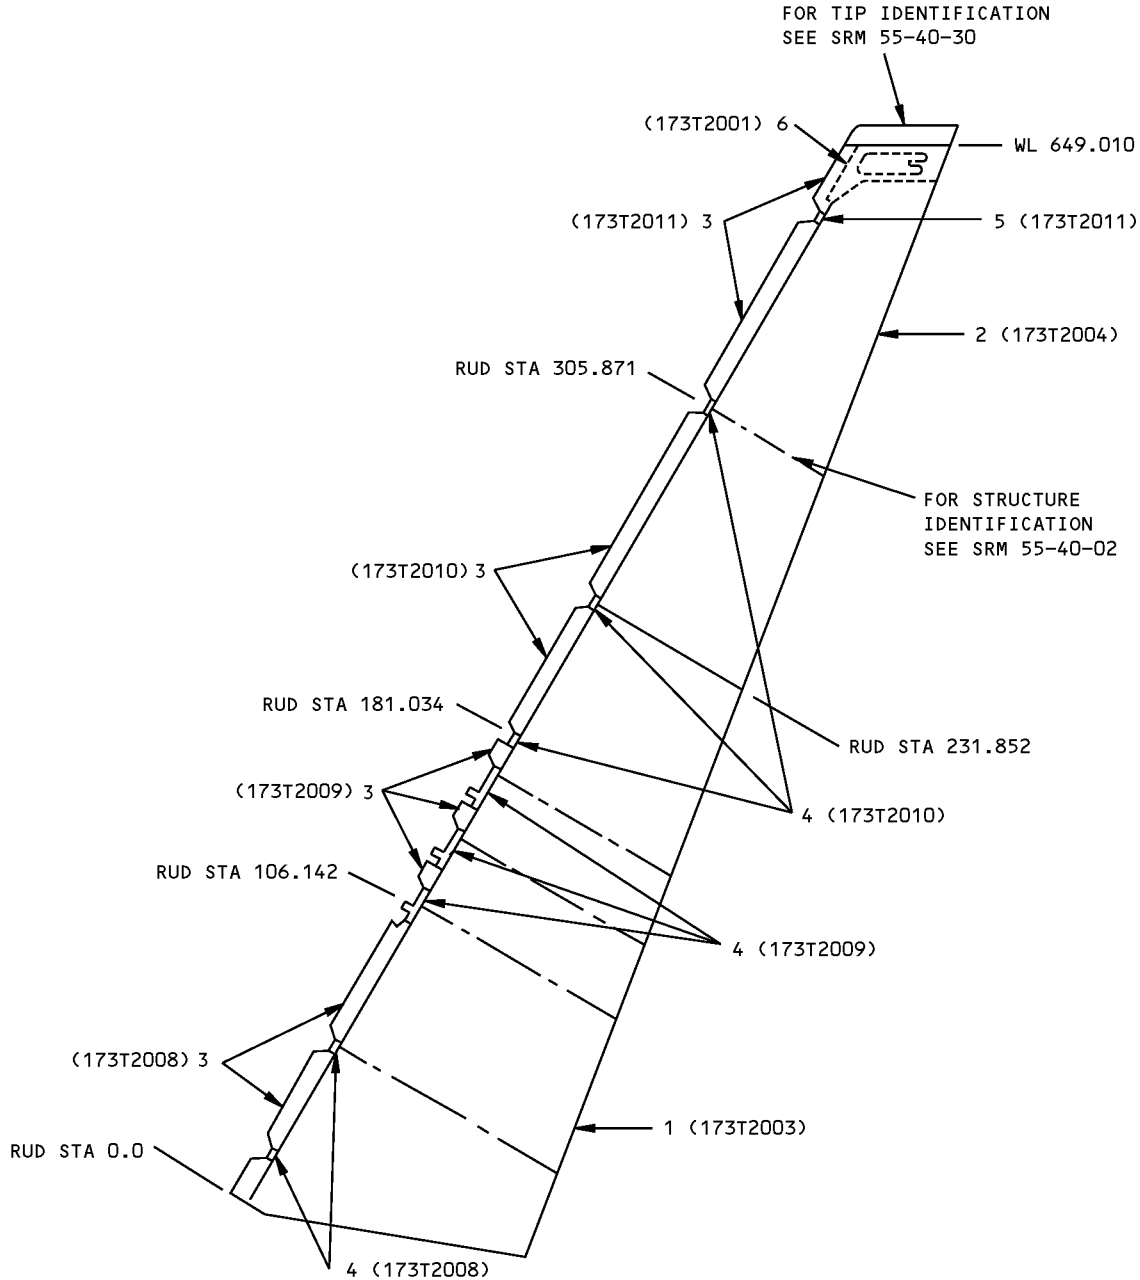 FOR TIP IDENTIFICATION
SEE SRM 55-40-30
(173T2001) 6
WL 649.010
(173T2011) 3
5 (173T2011)
2 (173T2004)
RUD STA 305.871
FOR STRUCTURE
IDENTIFICATION
SEE SRM 55-40-02
(173T2010) 3
RUD STA 181.034
RUD STA 231.852
(173T2009) 3
4 (173T2010)
RUD STA 106.142
4 (173T2009)
(173T2008) 3
1 (173T2003)
RUD STA 0.0
4 (173T2008)